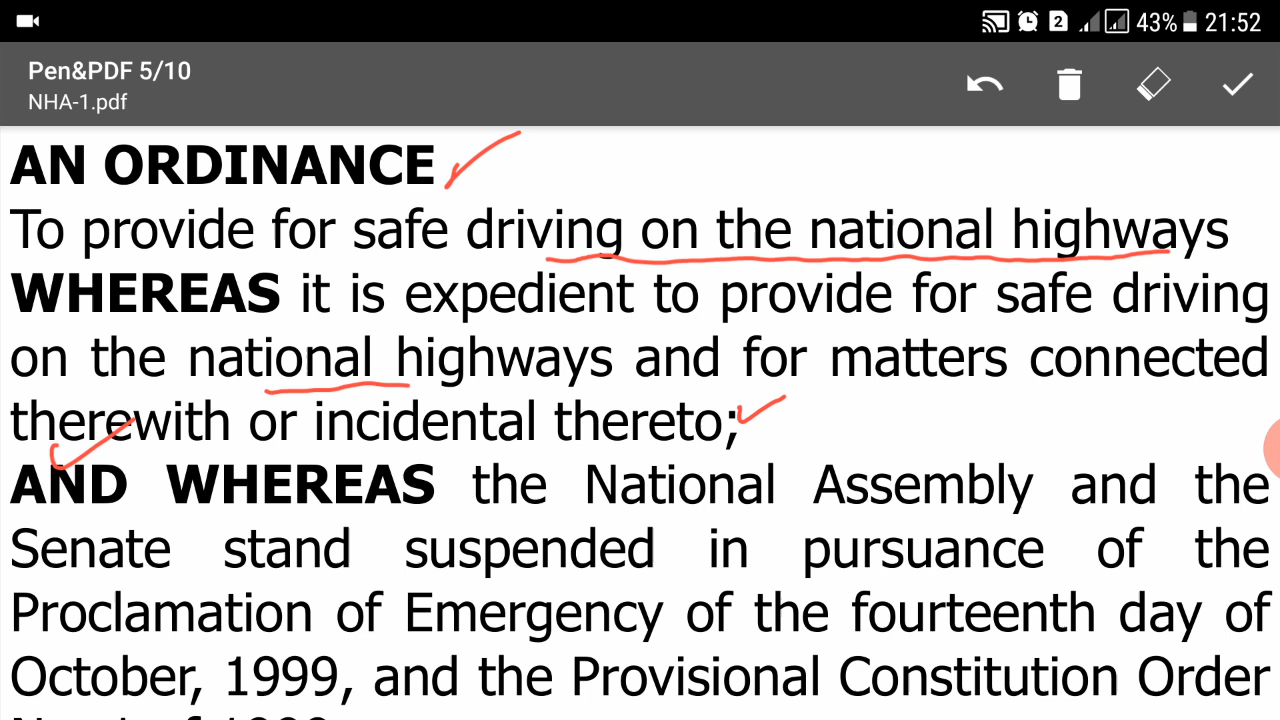 2 43% 21:52
Pen&PDF 5/10
NHA-1.pdf
AN ORDINANCE
To provide for safe driving on the national highways
WHEREAS it is expedient to provide for safe driving
on the national highways and for matters connected
therewith or incidental thereto;
AND WHEREAS the National Assembly and the
Senate stand suspended in pursuance of the
Proclamation of Emergency of the fourteenth day of
October, 1999, and the Provisional Constitution Order